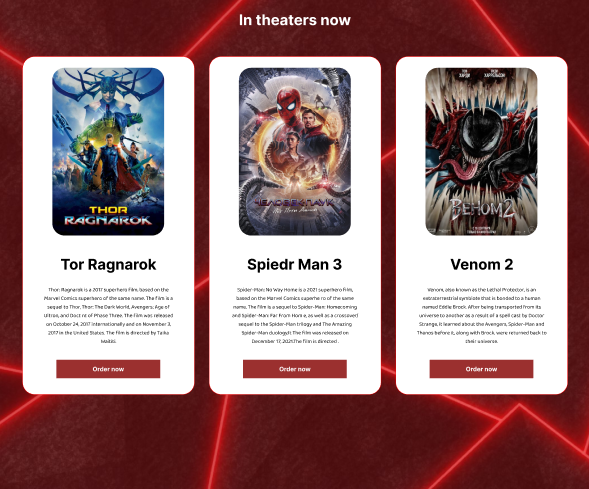 In theaters now
THOR
RAGNAROK
ТОМ ХАРДИ
ВУДИ ХАРРЕЛЬСОН
ЧЕЛОВЕК-ПАУК
ВЕНОМ 2
Tor Ragnarok
Spiedr Man 3
Venom 2
Thor: Ragnarok is a 2017 superhero film, based on the
Marvel Comics superhero of the same name. The film is a
sequel to Thor, Thor: The Dark World, Avengers: Age of
Ultron, and Doct nt of Phase Three. The film was released
on October 24, 2017 internationally and on November 3,
2017 in the United States. The Film is directed by Taika
Waititi.
Spider-Man: No Way Home is a 2021 superhero film,
based on the Marvel Comics superhe ro of the same
name. The Film is a sequel to Spider-Man: Homecoming
and Spider-Man: Far From Home, as well as a crossover/
sequel to the Spider-Man trilogy and The Amazing
Spider-Man duology.lt The Film was released on
December 17, 2021.The film is directed .
Venom, also known as the Lethal Protector, is an
extraterrestrial symbiote that is bonded to a human
named Eddie Brock. After being transported from its
universe to another as a result of a spell cast by Doctor
Strange, it learned about the Avengers, Spider-Man and
Thanos before it, along with Brock, were returned back to
their universe.
Order now
Order now
Order now